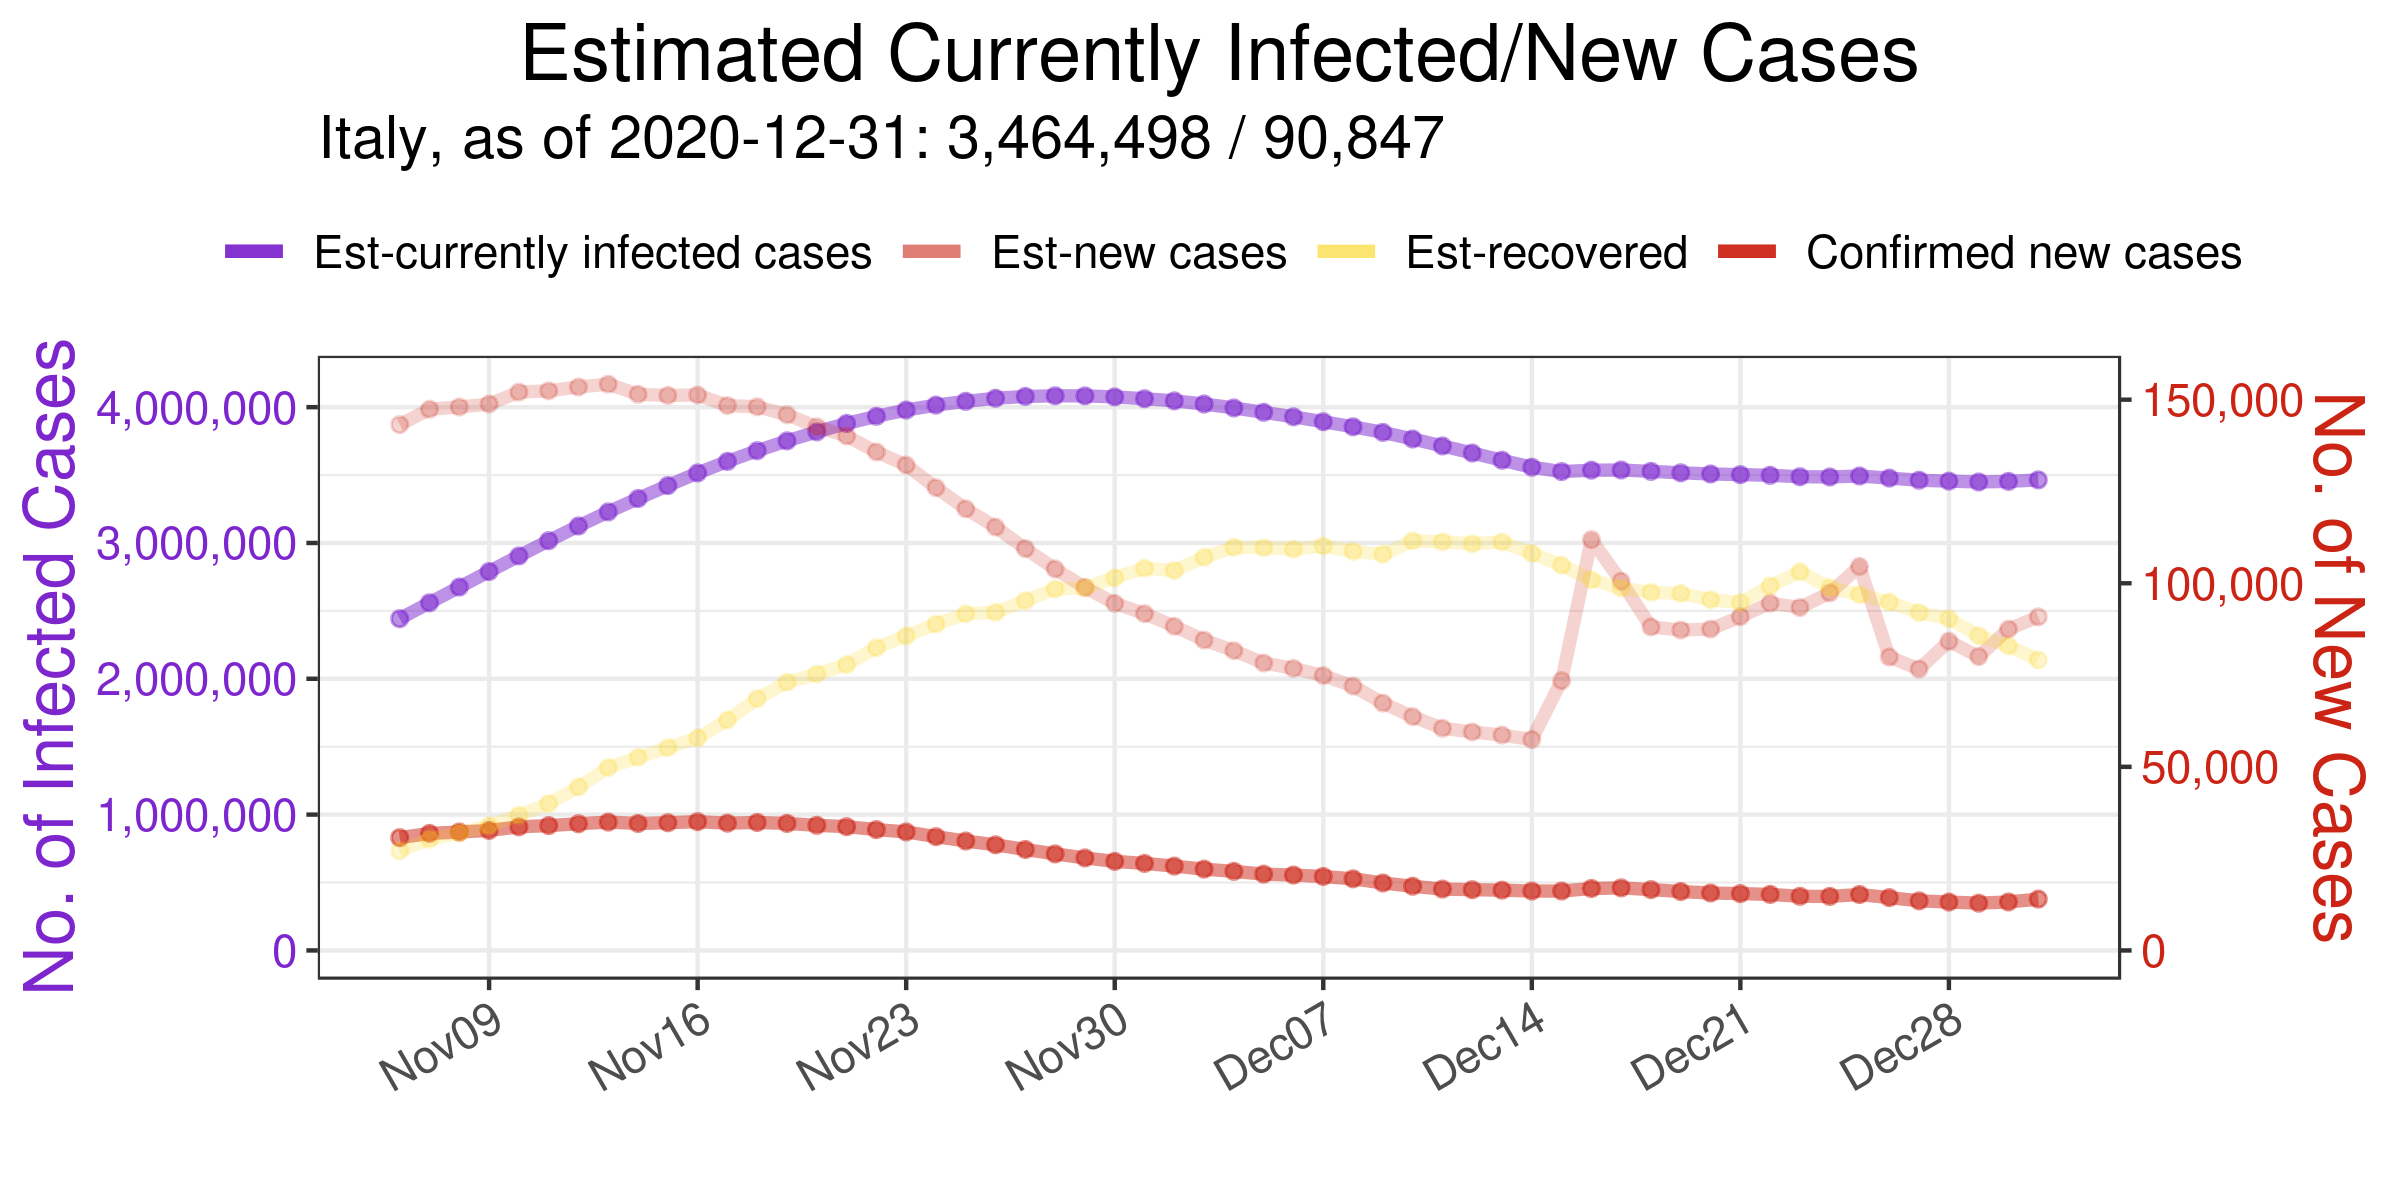 Estimated Currently Infected/New Cases
Italy, as of 2020-12-31: 3,464,498 / 90,847
Est-currently infected cases Est-new cases Est-recovered Confirmed new cases
No. of Infected Cases
4,000,000
3,000,000
2,000,000
1,000,000
0
150,000
100,000
50,000
0
No. of New Cases
Nov09 Nov16 Nov23 Nov30 Dec07 Dec14 Dec21 Dec28